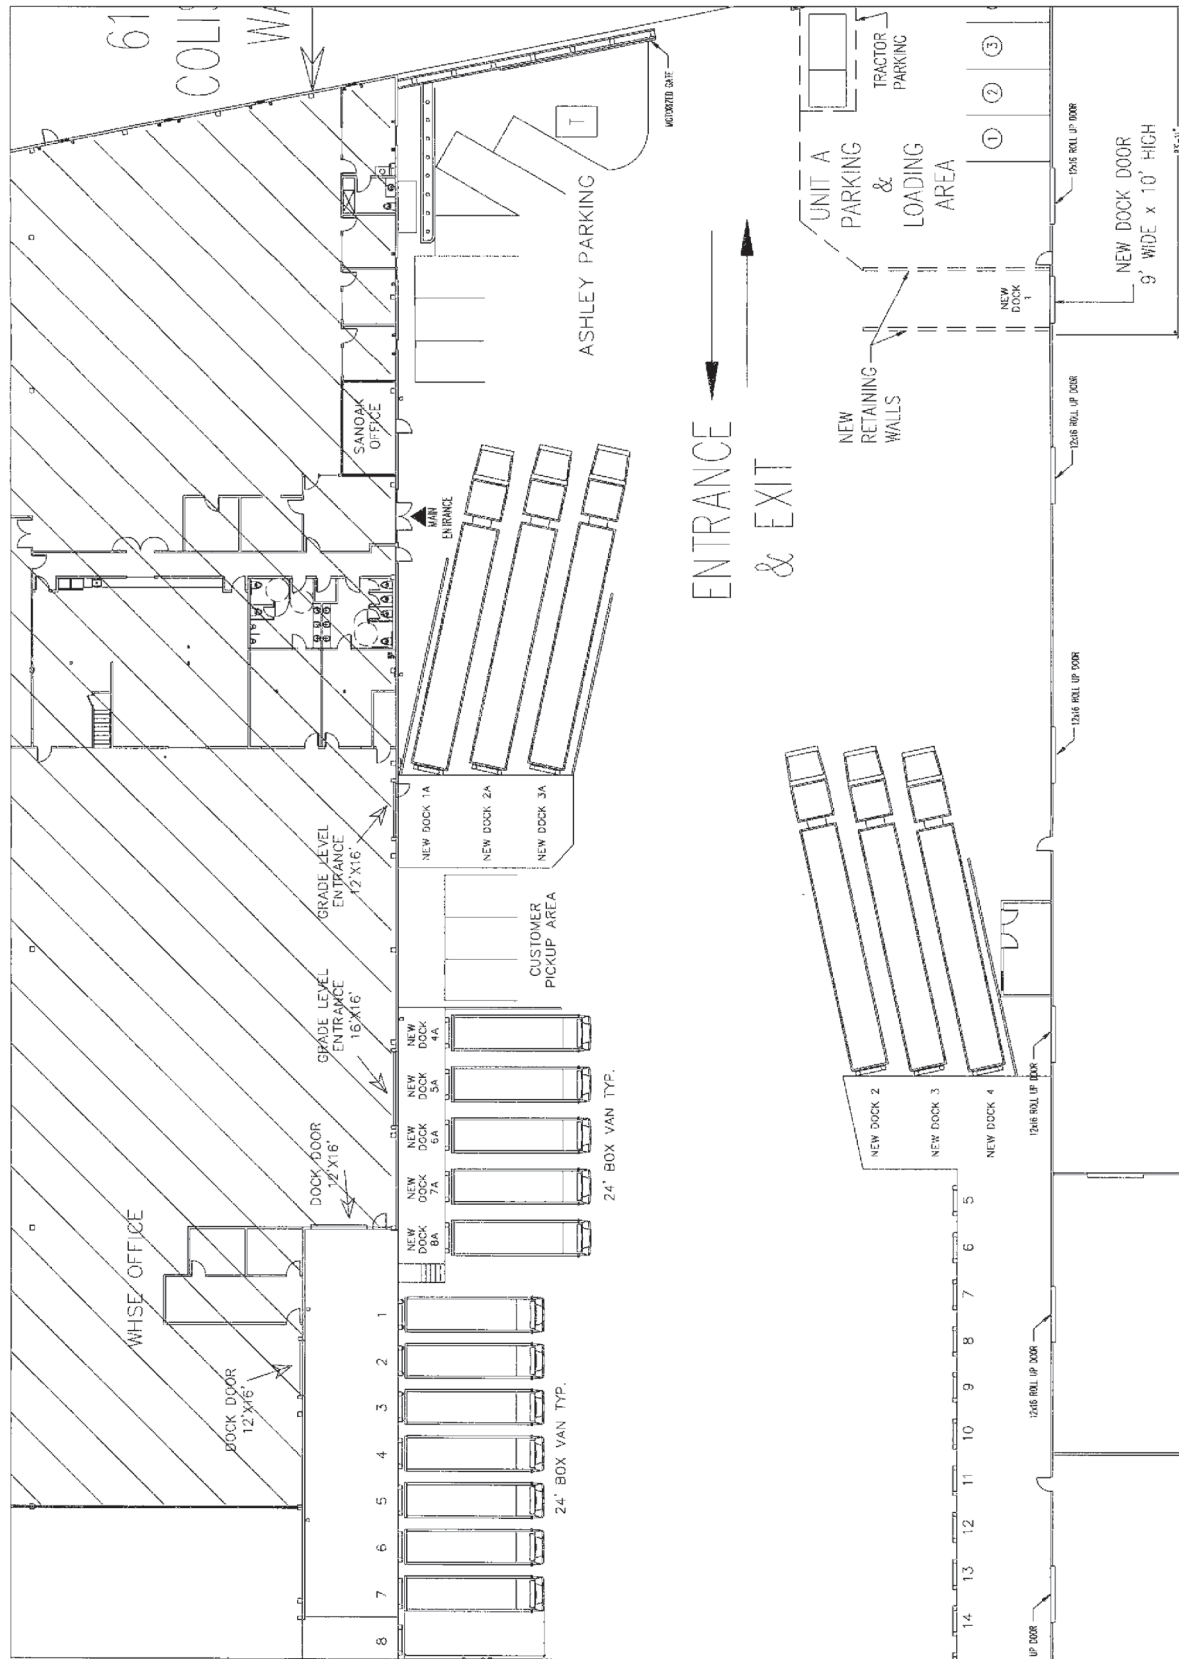 61
COLIS
WA
MOTORIZED GATE
T
TRACTOR
PARKING
3
2
1
12x16 ROLL UP DOOR
UNIT A
PARKING
&
LOADING
AREA
NEW DOCK DOOR
9' WIDE x 10' HIGH
ASHLEY PARKING
NEW
DOCK
1
NEW
RETAINING
WALLS
SANOAK
OFFICE
MAIN
ENTRANCE
ENTRANCE
& EXIT
12x16 ROLL UP DOOR
12x16 ROLL UP DOOR
GRADE LEVEL
ENTRANCE
12'X16'
NEW DOCK 1A
NEW DOCK 2A
NEW DOCK 3A
CUSTOMER
PICKUP AREA
GRADE LEVEL
ENTRANCE
16'X16'
NEW
DOCK
4A
NEW
DOCK
5A
NEW
DOCK
6A
NEW
DOCK
7A
NEW
DOCK
8A
24' BOX VAN TYP.
NEW DOCK 2
NEW DOCK 3
NEW DOCK 4
12x16 ROLL UP DOOR
DOCK DOOR
12'X16'
WHSE OFFICE
DOCK DOOR
12'X16'
1
2
3
4
5
6
7
8
24' BOX VAN TYP.
5
6
7
8
9
10
11
12
13
14
12x16 ROLL UP DOOR
UP DOOR